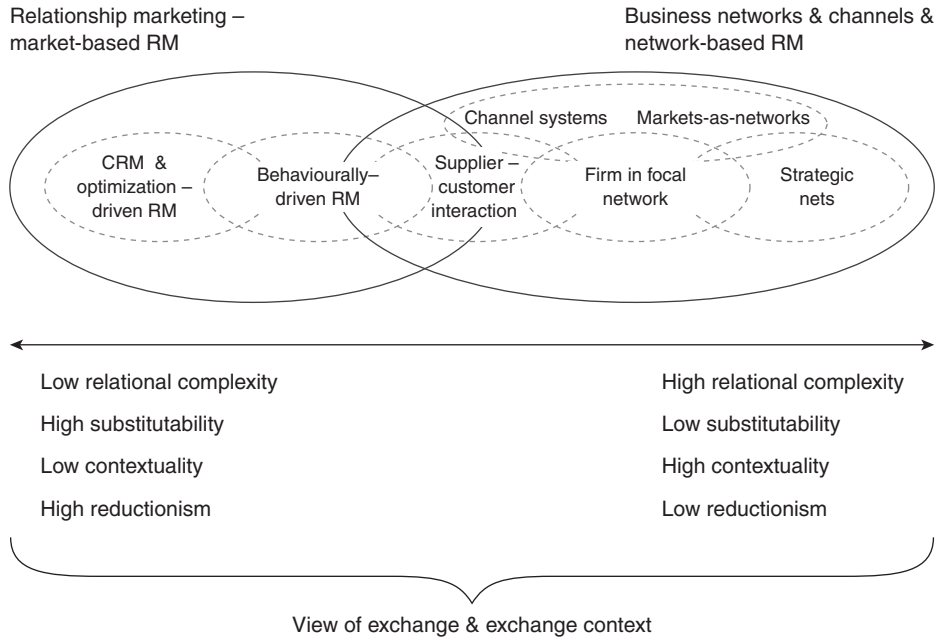 Relationship marketing –
market-based RM
Business networks & channels &
network-based RM
Channel systems
Markets-as-networks
CRM &
optimization –
driven RM
Behaviourally–
driven RM
Supplier –
customer
interaction
Firm in focal
network
Strategic
nets
Low relational complexity
High substitutability
Low contextuality
High reductionism
High relational complexity
Low substitutability
High contextuality
Low reductionism
View of exchange & exchange context